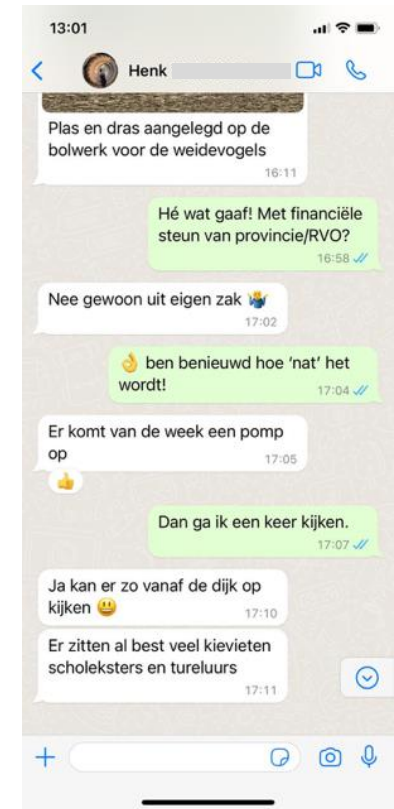 13:01
Henk
Plas en dras aangelegd op de
bolwerk voor de weidevogels
16:11
Hé wat gaaf! Met financiële
steun van provincie/RVO?
16:58
Nee gewoon uit eigen zak 🤷‍♂️
17:02
👌 ben benieuwd hoe ‘nat’ het
wordt!
17:04
Er komt van de week een pomp
op
17:05
👍
Dan ga ik een keer kijken.
17:07
Ja kan er zo vanaf de dijk op
kijken 😃
17:10
Er zitten al best veel kievieten
scholeksters en tureluurs
17:11